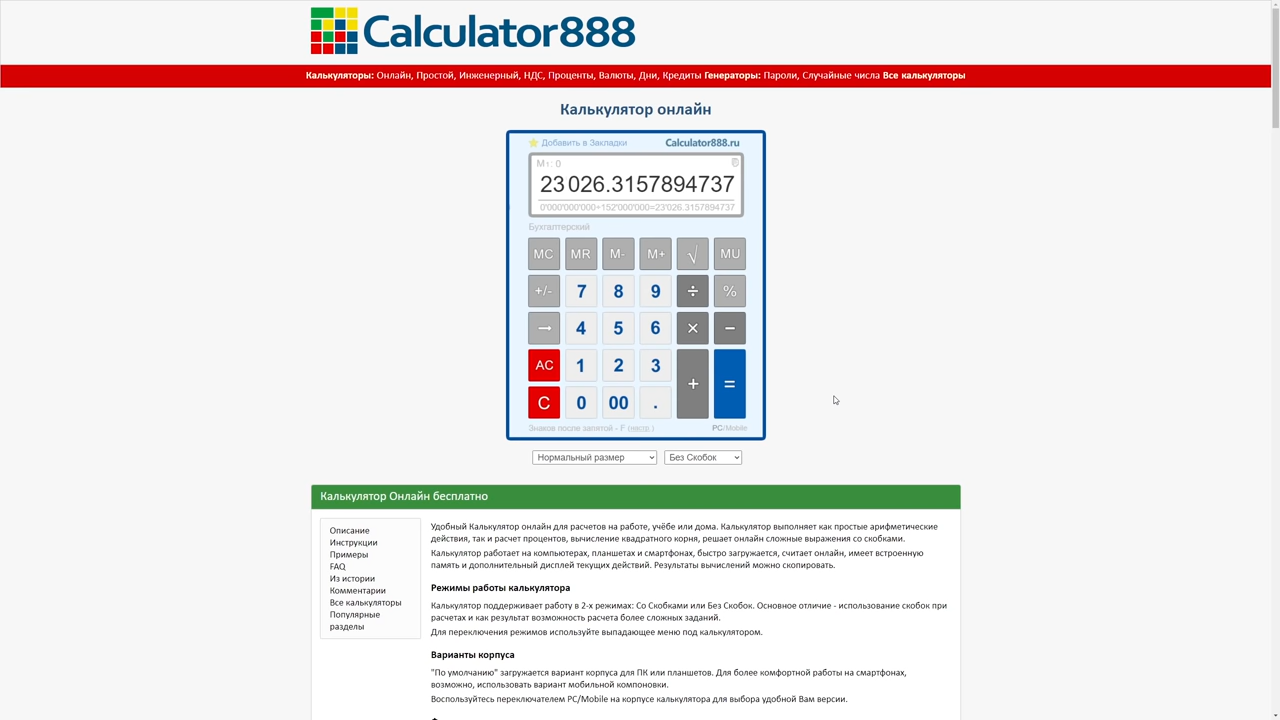 Calculator888
Калькуляторы: Онлайн, Простой, Инженерный, НДС, Проценты, Валюты, Дни, Кредиты Генераторы: Пароли, Случайные числа Все калькуляторы
Калькулятор онлайн
Добавить в Закладки Calculator888.ru
M1: 0
23 026.3157894737
0'000'000'000÷152'000'000=23'026.3157894737
Бухгалтерский
MC MR M- M+ √ MU
+/- 7 8 9 ÷ %
→ 4 5 6 × −
AC 1 2 3 + =
C 0 00 .
Знаков после запятой - F (настр.) PC/Mobile
Нормальный размер Без Скобок
Калькулятор Онлайн бесплатно
Описание
Инструкции
Примеры
FAQ
Из истории
Комментарии
Все калькуляторы
Популярные
разделы
Удобный Калькулятор онлайн для расчетов на работе, учёбе или дома. Калькулятор выполняет как простые арифметические
действия, так и расчет процентов, вычисление квадратного корня, решает онлайн сложные выражения со скобками.
Калькулятор работает на компьютерах, планшетах и смартфонах, быстро загружается, считает онлайн, имеет встроенную
память и дополнительный дисплей текущих действий. Результаты вычислений можно скопировать.
Режимы работы калькулятора
Калькулятор поддерживает работу в 2-х режимах: Со Скобками или Без Скобок. Основное отличие - использование скобок при
расчетах и как результат возможность расчета более сложных заданий.
Для переключения режимов используйте выпадающее меню под калькулятором.
Варианты корпуса
"По умолчанию" загружается вариант корпуса для ПК или планшетов. Для более комфортной работы на смартфонах,
возможно, использовать вариант мобильной компоновки.
Воспользуйтесь переключателем PC/Mobile на корпусе калькулятора для выбора удобной Вам версии.